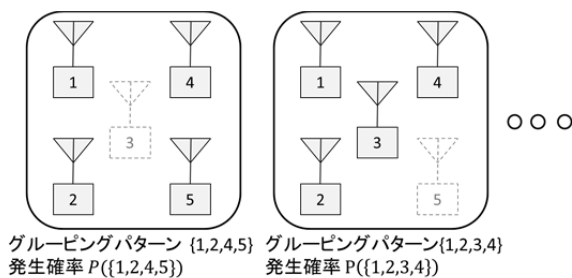 1
4
3
2
5
グルーピングパターン {1,2,4,5}
発生確率 P({1,2,4,5})
1
4
3
2
5
グルーピングパターン{1,2,3,4}
発生確率 P({1,2,3,4})